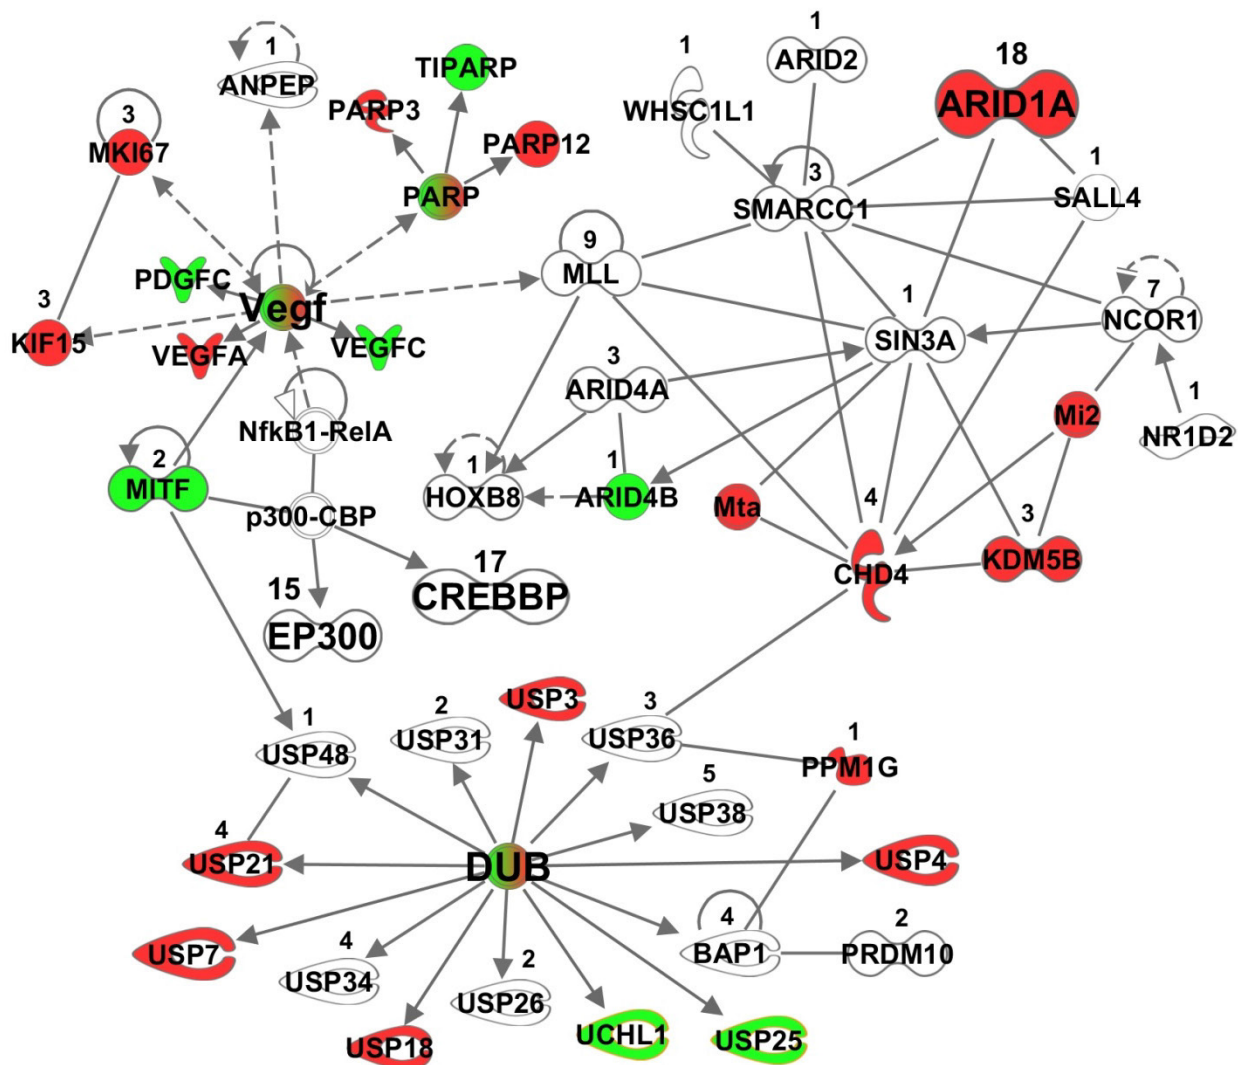 1
ANPEP
TIPARP
PARP3
PARP12
PARP
3
MKI67
1
WHSC1L1
1
ARID2
18
ARID1A
1
SALL4
3
SMARCC1
9
MLL
PDGFC
Vegf
VEGFA
VEGFC
3
KIF15
1
SIN3A
7
NCOR1
3
ARID4A
NfkB1-RelA
Mi2
1
NR1D2
2
MITF
p300-CBP
1
HOXB8
1
ARID4B
Mta
4
CHD4
3
KDM5B
17
CREBBP
15
EP300
1
USP48
2
USP31
USP3
3
USP36
1
PPM1G
5
USP38
4
USP21
DUB
USP4
USP7
4
USP34
2
USP26
4
BAP1
2
PRDM10
USP18
UCHL1
USP25